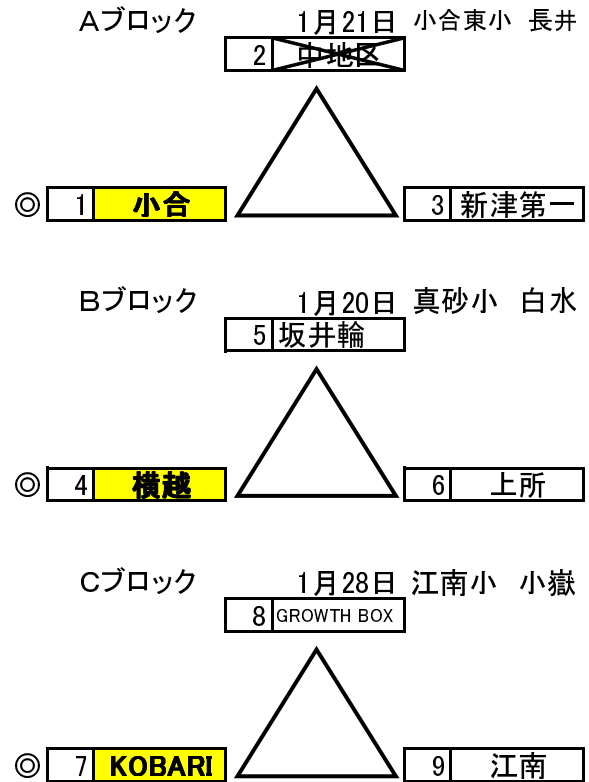 Aブロック 1月21日 小合東小 長井
2 中地区
◎ 1 小合 3 新津第一
Bブロック 1月20日 真砂小 白水
5 坂井輪
◎ 4 横越 6 上所
Cブロック 1月28日 江南小 小嶽
8 GROWTH BOX
◎ 7 KOBARI 9 江南